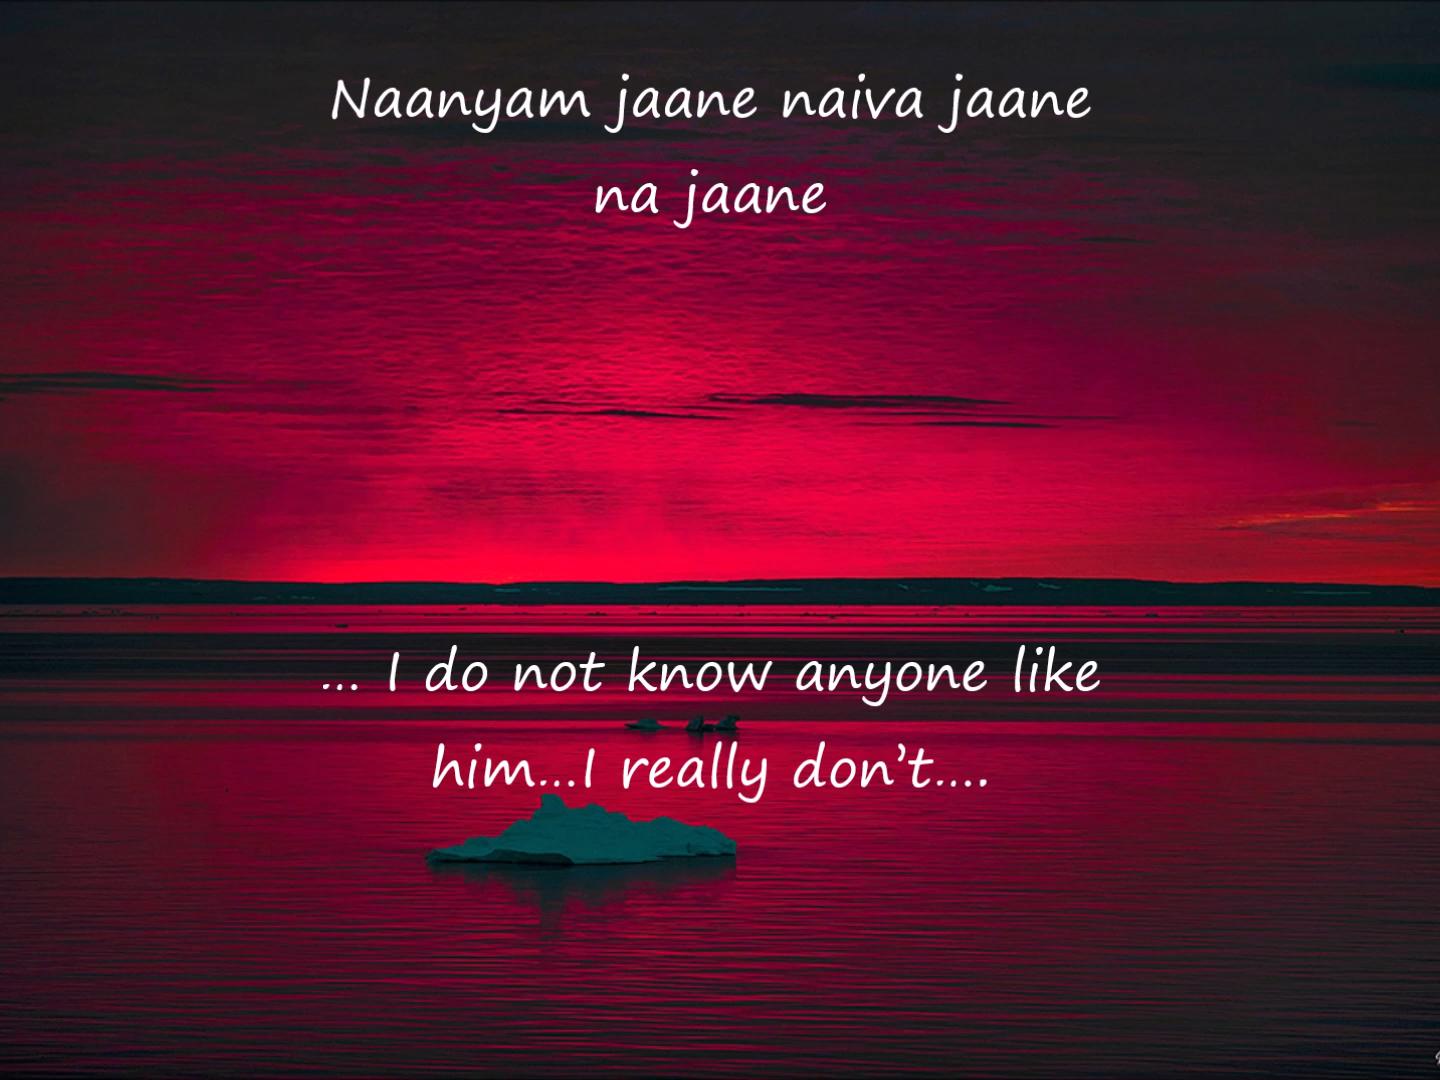 Naanyam jaane naiva jaane
na jaane
... I do not know anyone like
him...I really don’t....